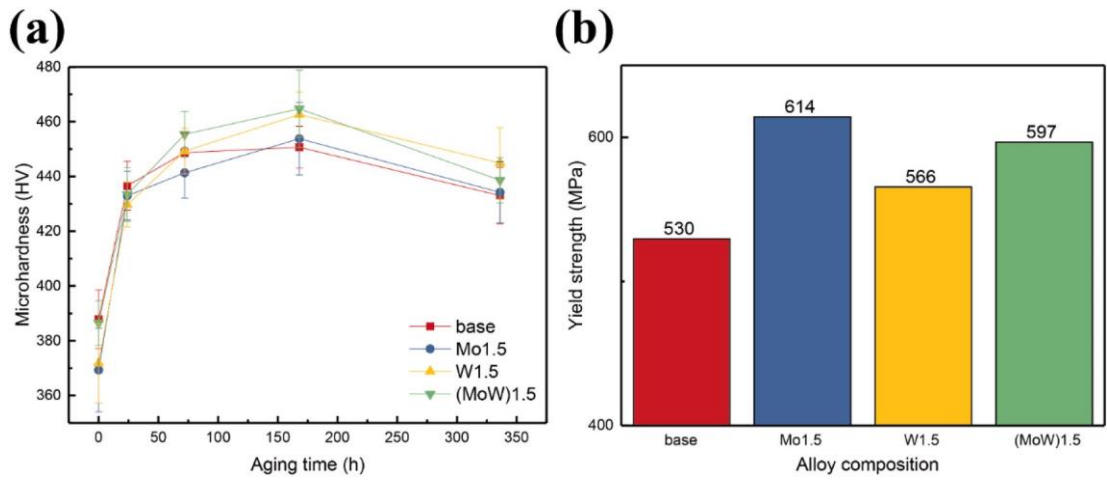 (a)
480
460
440
420
400
380
360
Microhardness (HV)
0
50
100
150
200
250
300
350
Aging time (h)
base
Mo1.5
W1.5
(MoW)1.5
(b)
600
400
Yield strength (MPa)
530
614
566
597
base
Mo1.5
W1.5
(MoW)1.5
Alloy composition